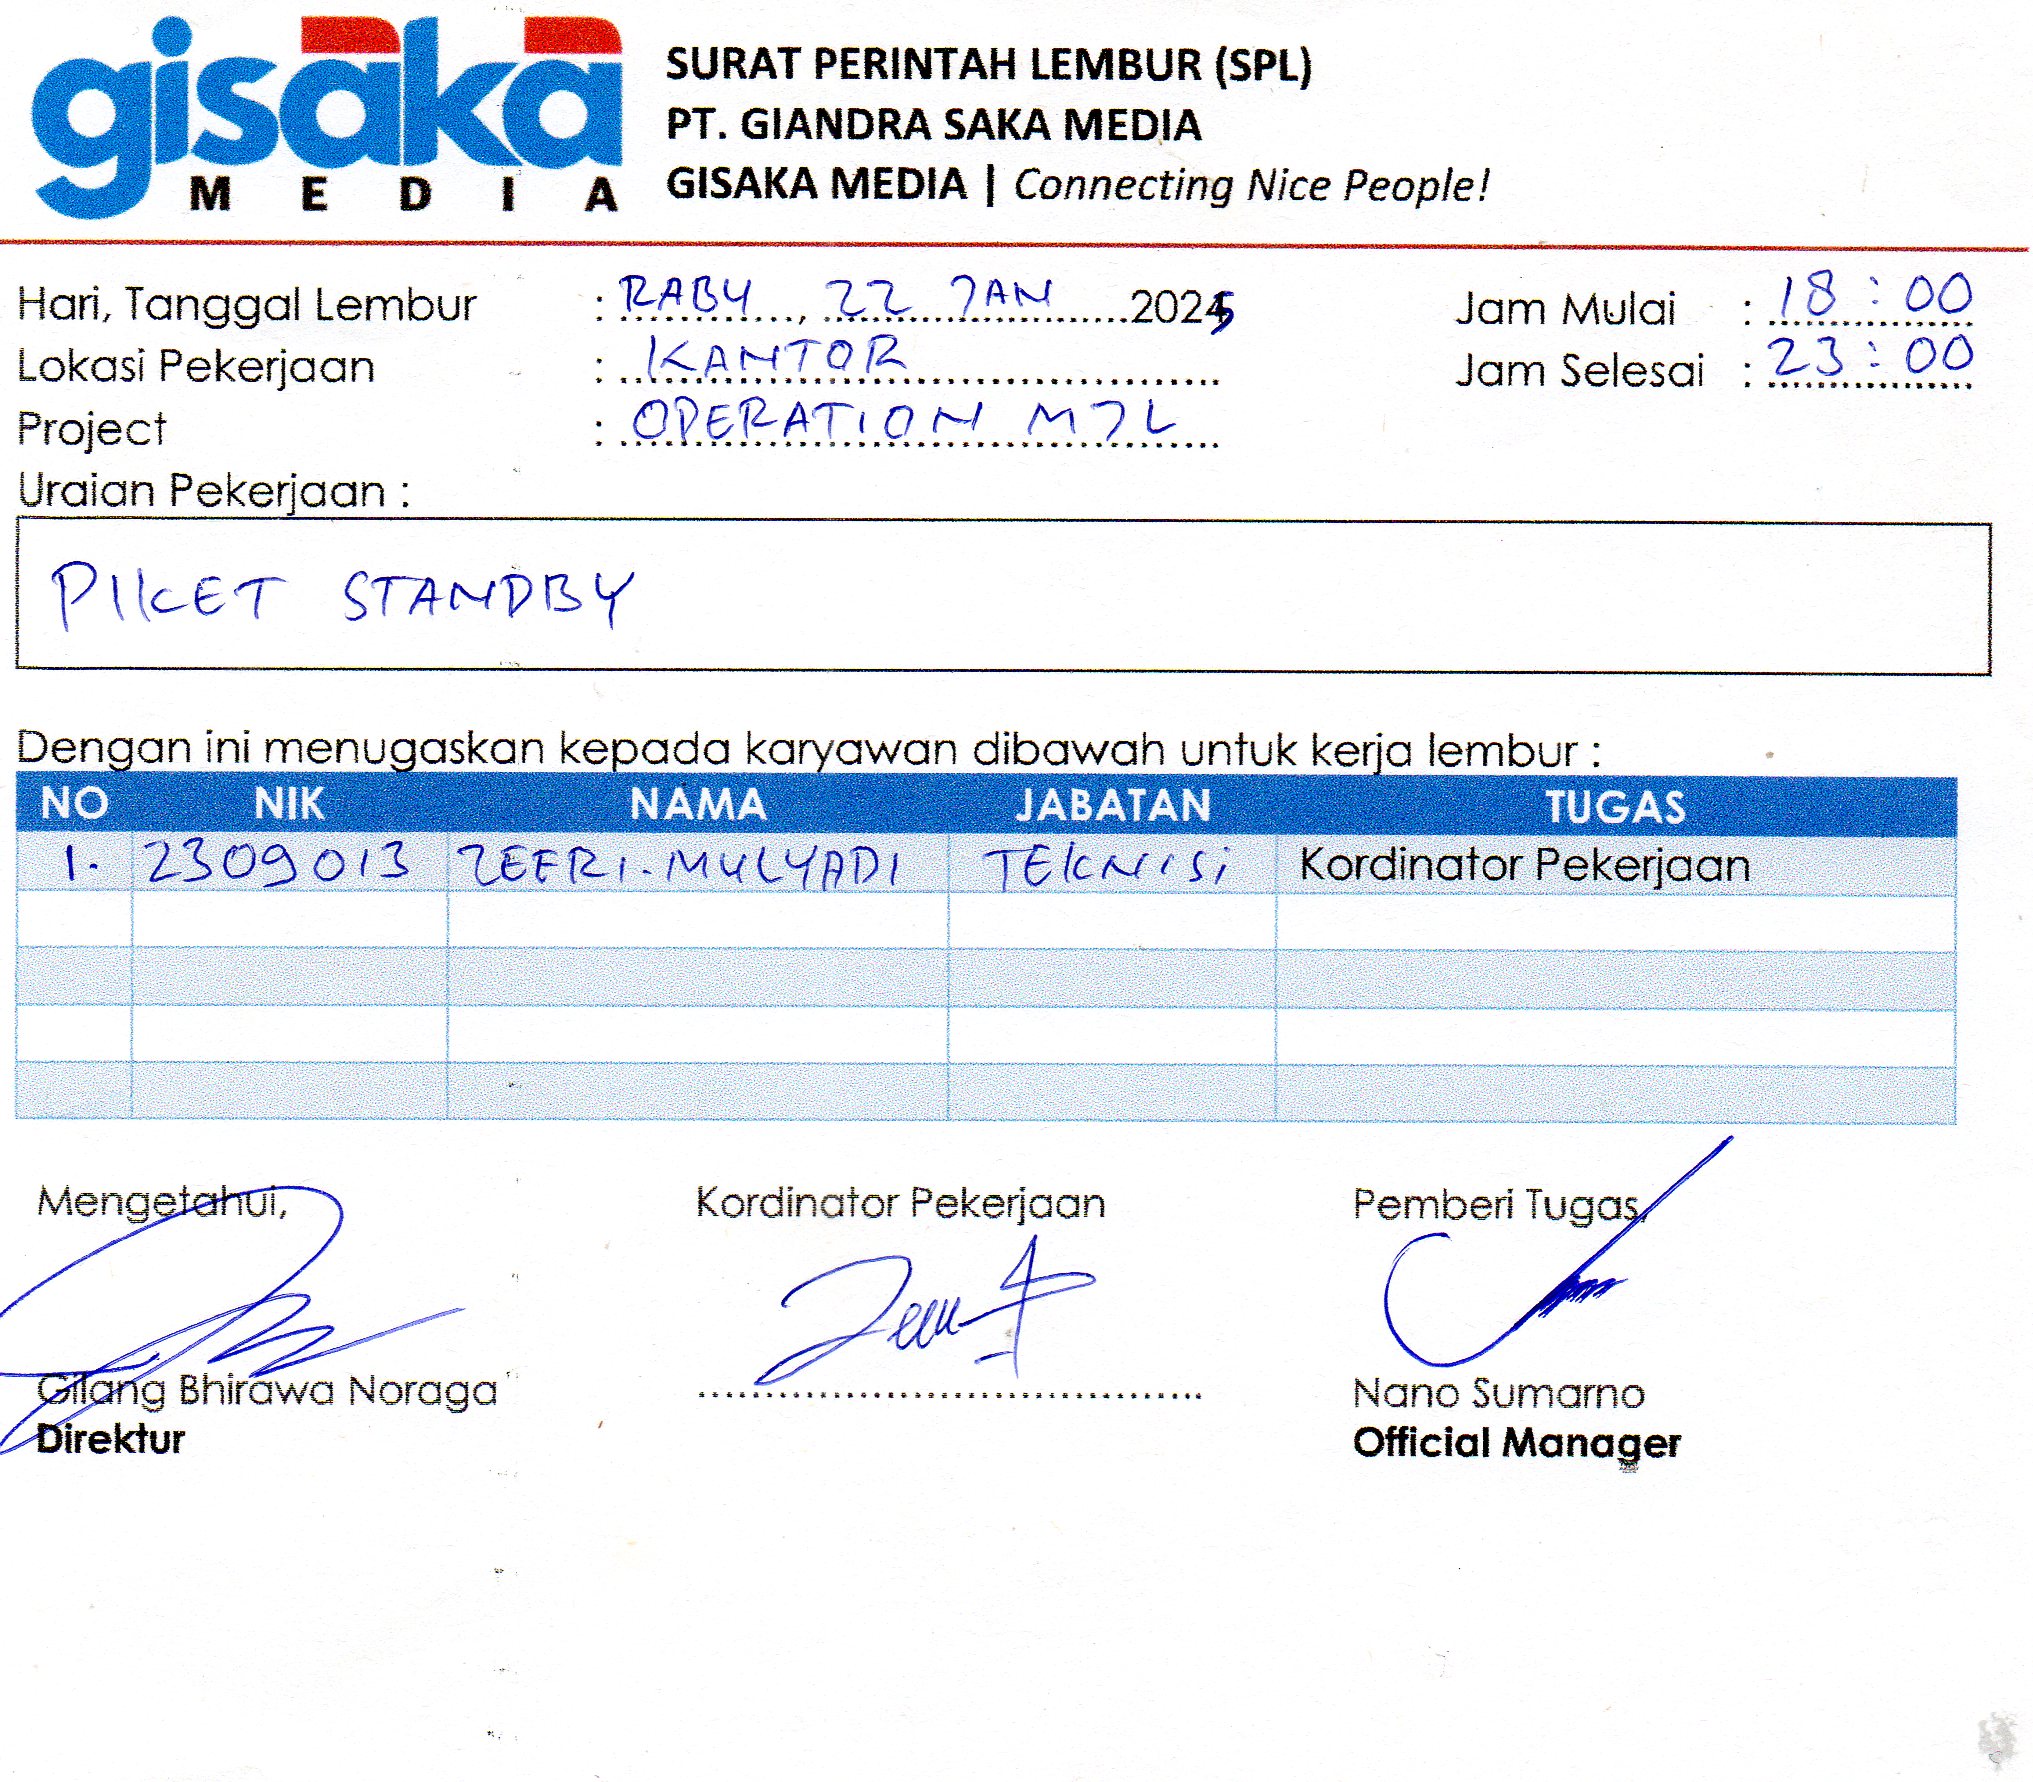 gisaka
MEDIA
SURAT PERINTAH LEMBUR (SPL)
PT. GIANDRA SAKA MEDIA
GISAKA MEDIA | Connecting Nice People!
Hari, Tanggal Lembur : RABU, 22 JAN 2025 Jam Mulai : 18:00
Lokasi Pekerjaan : KANTOR Jam Selesai : 23:00
Project : OPERATION MJL
Uraian Pekerjaan :
PIKET STANDBY
Dengan ini menugaskan kepada karyawan dibawah untuk kerja lembur :
NO NIK NAMA JABATAN TUGAS
1. 2309013 ZEFRI.MULYADI TEKNISI Kordinator Pekerjaan
Mengetahui, Kordinator Pekerjaan Pemberi Tugas,
Gilang Bhirawa Noraga Nano Sumarno
Direktur Official Manager